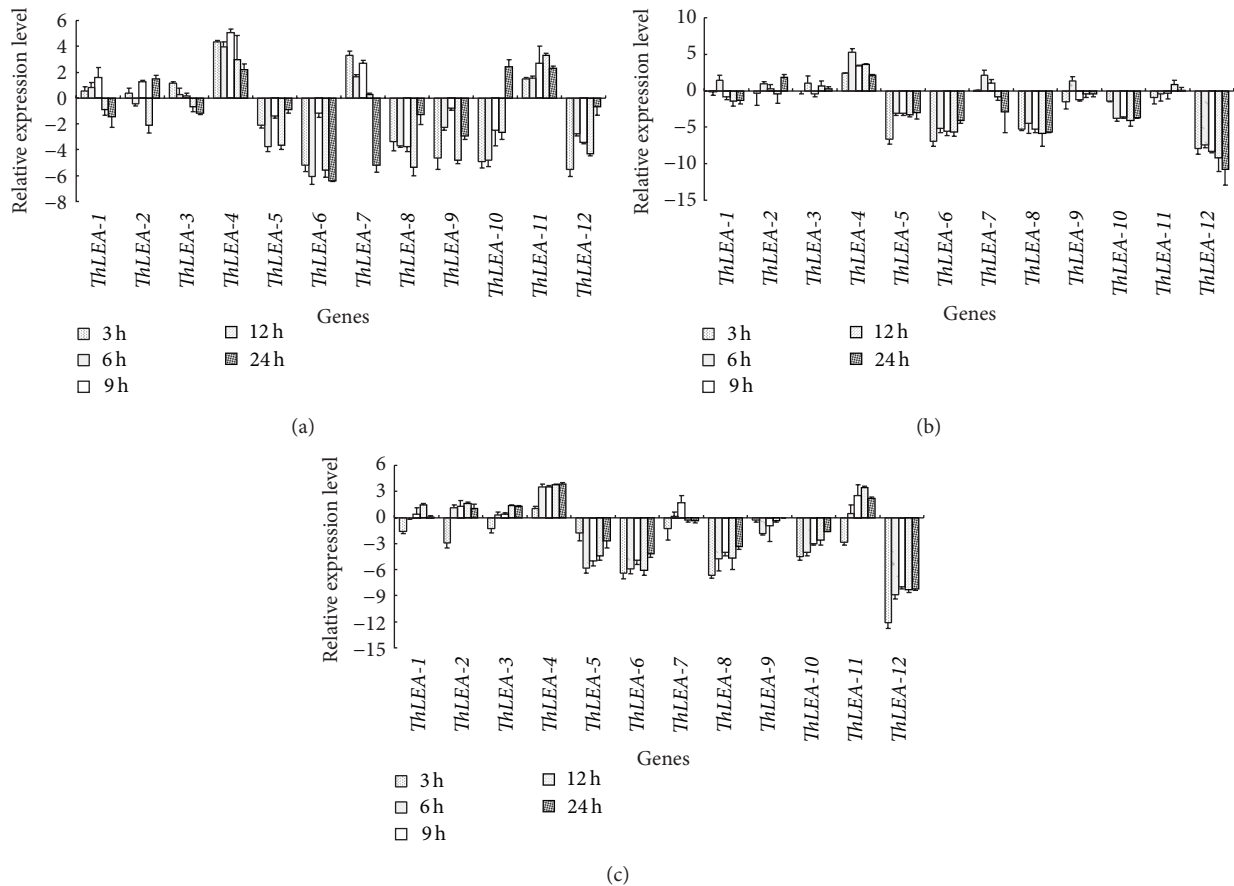 Relative expression level
6
4
2
0
−2
−4
−6
−8
ThLEA-1
ThLEA-2
ThLEA-3
ThLEA-4
ThLEA-5
ThLEA-6
ThLEA-7
ThLEA-8
ThLEA-9
ThLEA-10
ThLEA-11
ThLEA-12
Genes
3 h
6 h
9 h
12 h
24 h
(a)
Relative expression level
10
5
0
−5
−10
−15
ThLEA-1
ThLEA-2
ThLEA-3
ThLEA-4
ThLEA-5
ThLEA-6
ThLEA-7
ThLEA-8
ThLEA-9
ThLEA-10
ThLEA-11
ThLEA-12
Genes
3 h
6 h
9 h
12 h
24 h
(b)
Relative expression level
6
3
0
−3
−6
−9
−12
−15
ThLEA-1
ThLEA-2
ThLEA-3
ThLEA-4
ThLEA-5
ThLEA-6
ThLEA-7
ThLEA-8
ThLEA-9
ThLEA-10
ThLEA-11
ThLEA-12
Genes
3 h
6 h
9 h
12 h
24 h
(c)